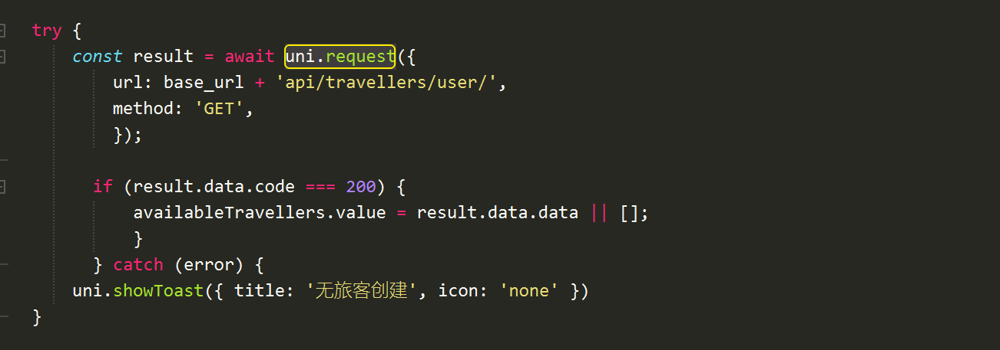 try {
const result = await uni.request({
url: base_url + 'api/travellers/user/',
method: 'GET',
});
if (result.data.code === 200) {
availableTravellers.value = result.data.data || [];
}
} catch (error) {
uni.showToast({ title: '无旅客创建', icon: 'none' })
}